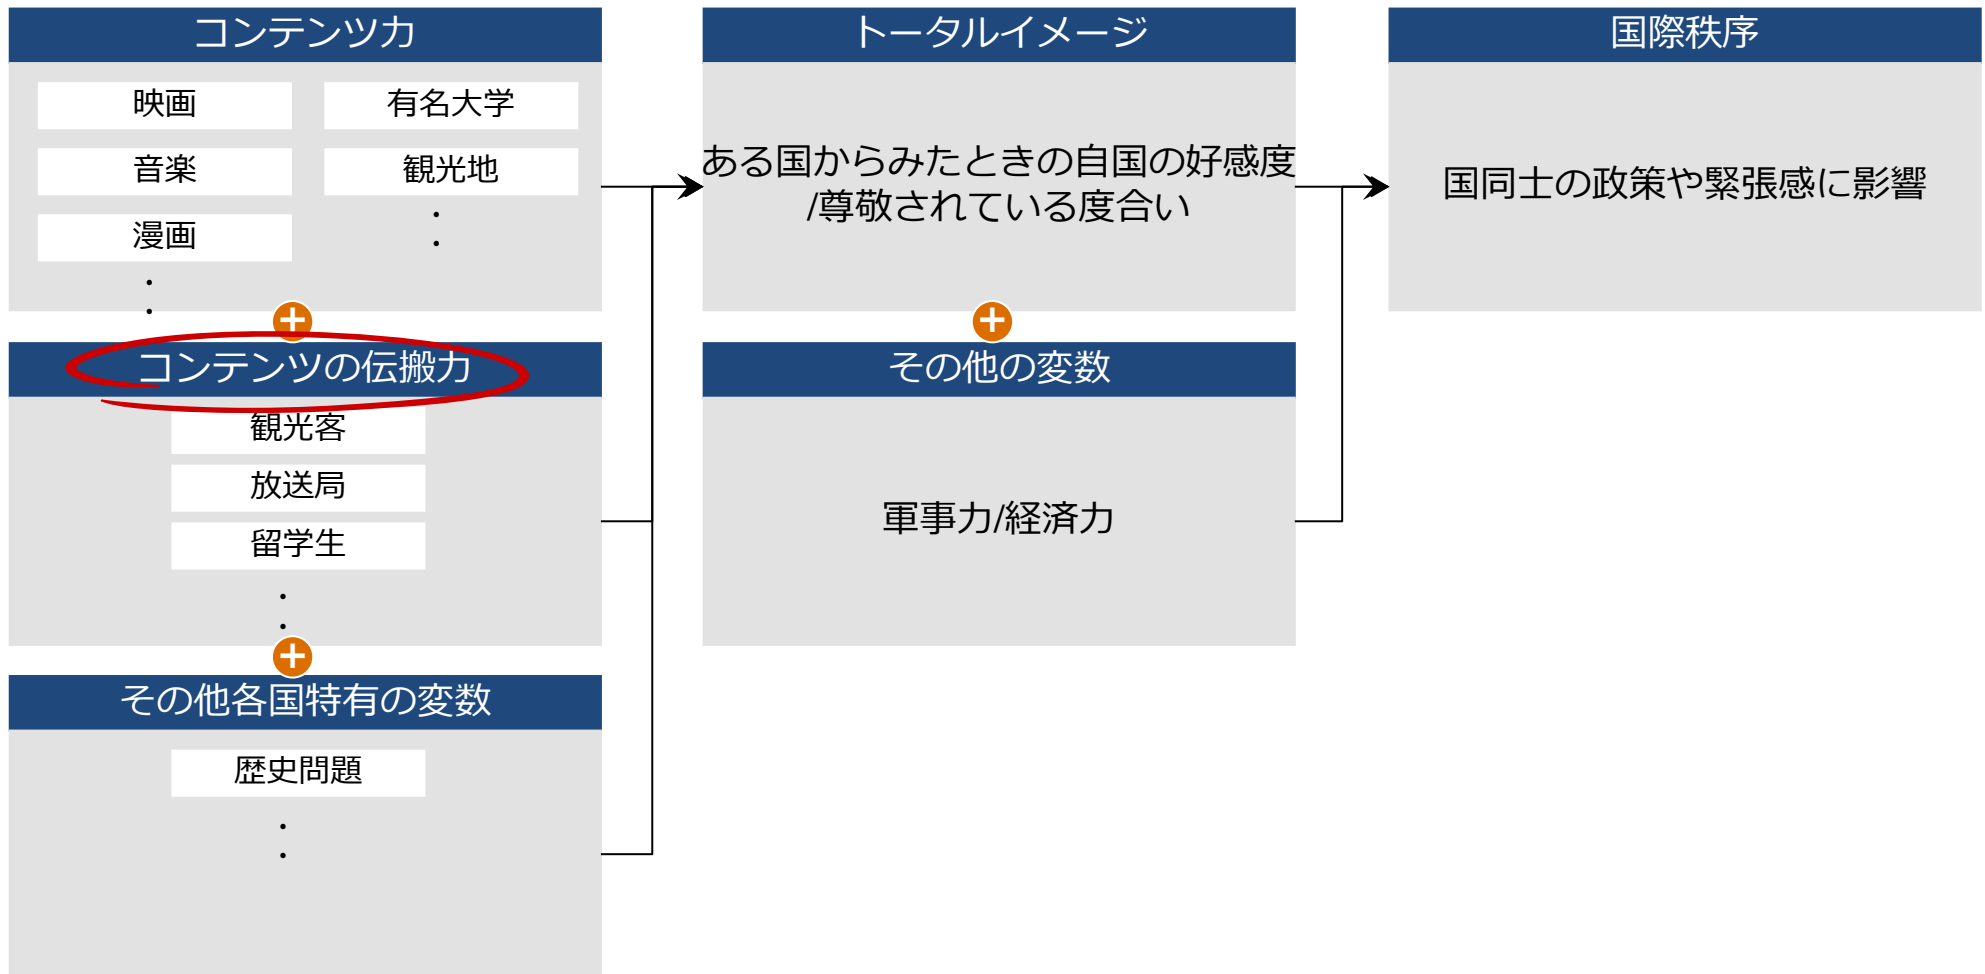 コンテンツ力
映画
音楽
漫画
・
・
有名大学
観光地
・
・
+
コンテンツの伝搬力
観光客
放送局
留学生
・
・
+
その他各国特有の変数
歴史問題
・
・
トータルイメージ
ある国からみたときの自国の好感度
/尊敬されている度合い
+
その他の変数
軍事力/経済力
国際秩序
国同士の政策や緊張感に影響